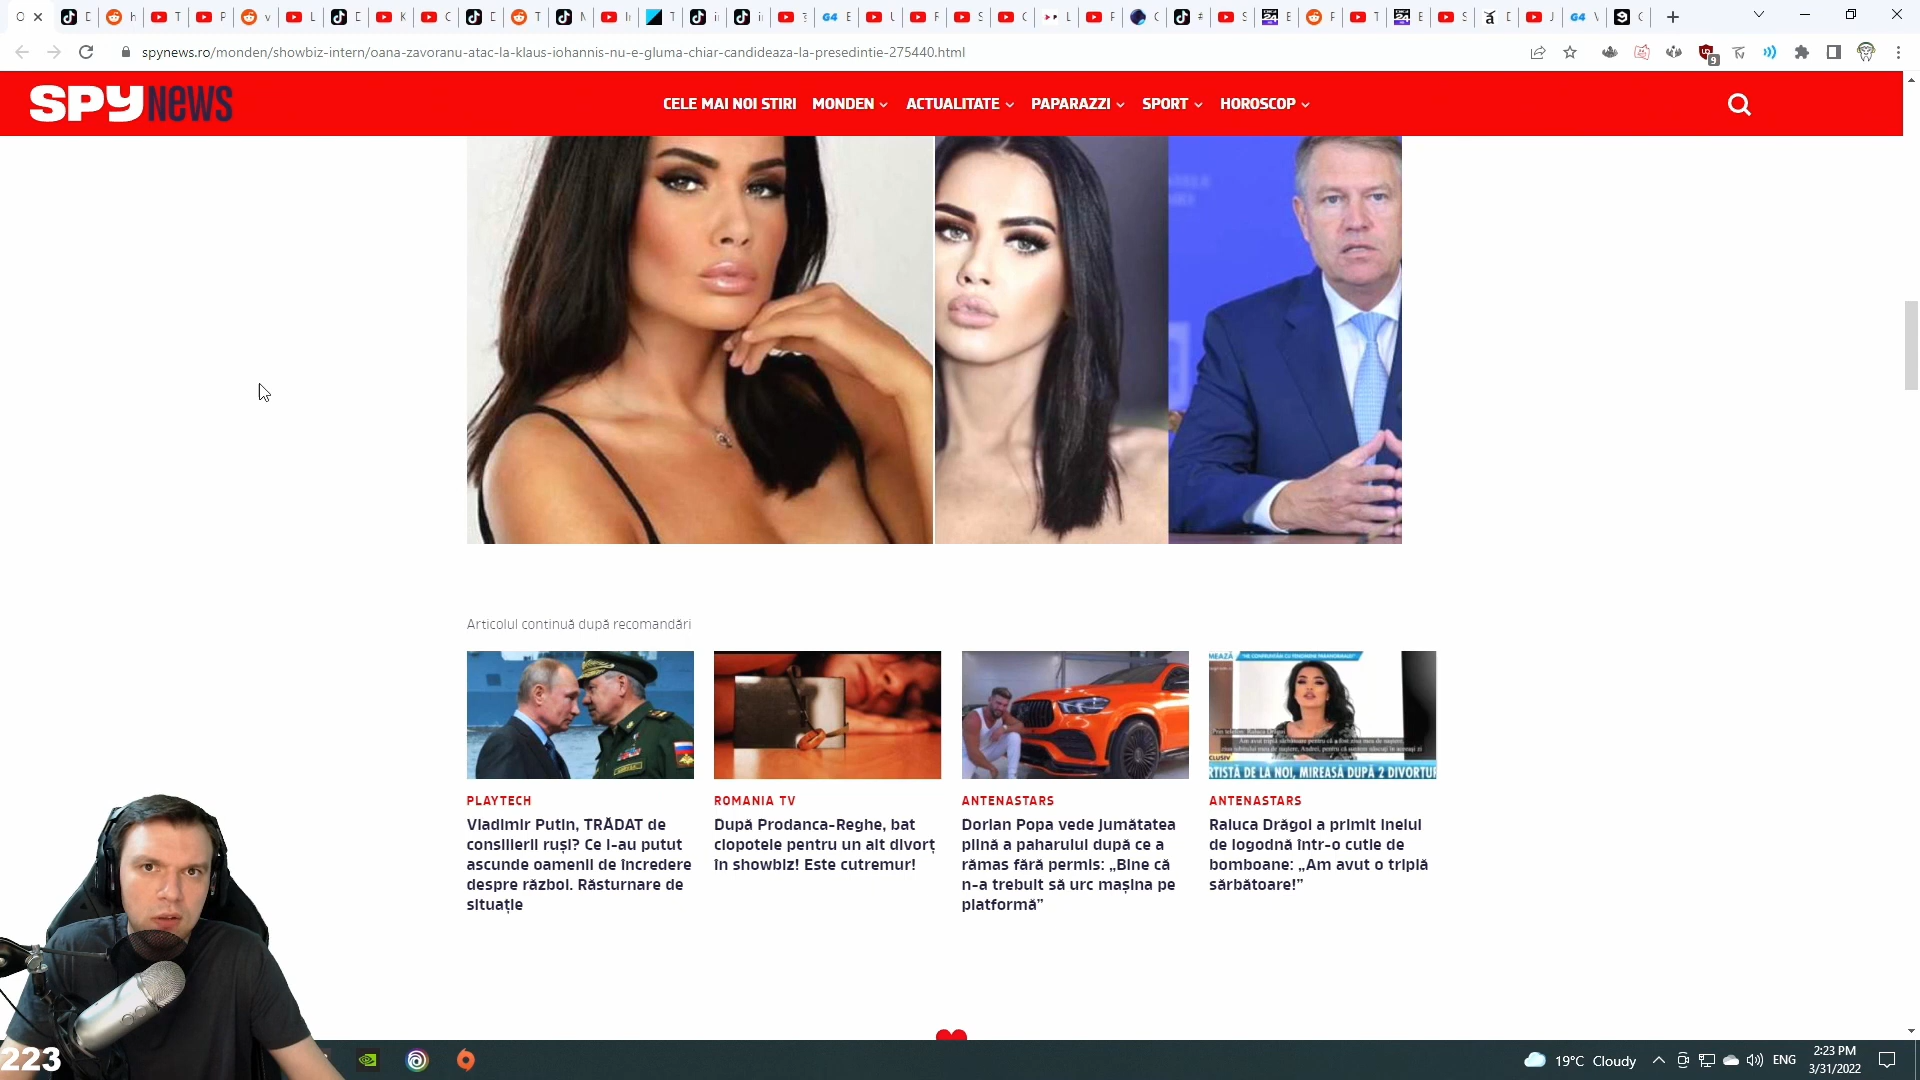 spynews.ro/monden/showbiz-intern/oana-zavoranu-atac-la-klaus-iohannis-nu-e-gluma-chiar-candideaza-la-presedintie-275440.html
9
SPY NEWS
CELE MAI NOI STIRI MONDEN ACTUALITATE PAPARAZZI SPORT HOROSCOP
Articolul continuă după recomandări
MEAZĂ
CLUSIV
RTISTĂ DE LA NOI, MIREASĂ DUPĂ 2 DIVORȚUR
PLAYTECH
Vladimir Putin, TRĂDAT de
consilierii ruși? Ce i-au putut
ascunde oamenii de încredere
despre război. Răsturnare de
situație
ROMANIA TV
După Prodanca-Reghe, bat
clopotele pentru un alt divorț
în showbiz! Este cutremur!
ANTENASTARS
Dorian Popa vede jumătatea
plină a paharului după ce a
rămas fără permis: „Bine că
n-a trebuit să urc mașina pe
platformă”
ANTENASTARS
Raluca Drăgoi a primit inelul
de logodnă într-o cutie de
bomboane: „Am avut o triplă
sărbătoare!”
223
19°C Cloudy
ENG
2:23 PM
3/31/2022